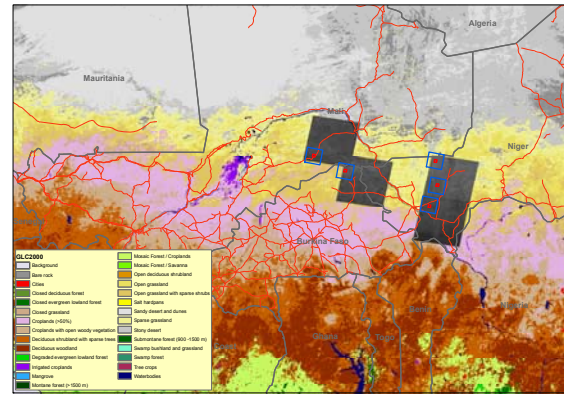 Algeria
Mauritania
Mali
Niger
Burkina Faso
Nigeria
Benin
Togo
GLC2000
Background
Bare rock
Cities
Closed deciduous forest
Closed evergreen lowland forest
Closed grassland
Croplands (>50%)
Croplands with open woody vegetation
Deciduous shrubland with sparse trees
Deciduous woodland
Degraded evergreen lowland forest
Irrigated croplands
Mangrove
Montane forest (>1500 m)
Mosaic Forest / Croplands
Mosaic Forest / Savanna
Open deciduous shrubland
Open grassland
Open grassland with sparse shrubs
Salt hardpans
Sandy desert and dunes
Sparse grassland
Stony desert
Submontane forest (900 -1500 m)
Swamp bushland and grassland
Swamp forest
Tree crops
Waterbodies